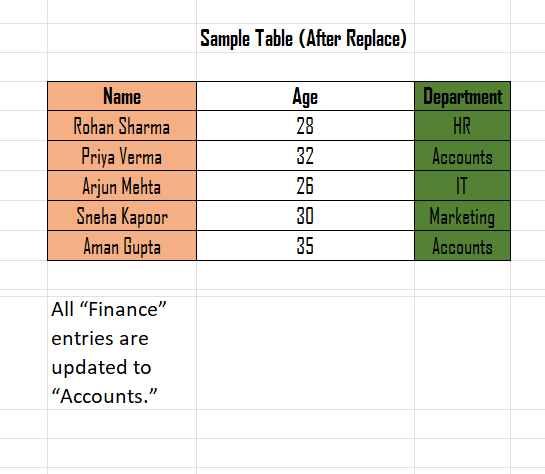 Sample Table (After Replace)
Name Age Department
Rohan Sharma 28 HR
Priya Verma 32 Accounts
Arjun Mehta 26 IT
Sneha Kapoor 30 Marketing
Aman Gupta 35 Accounts
All “Finance”
entries are
updated to
“Accounts.”